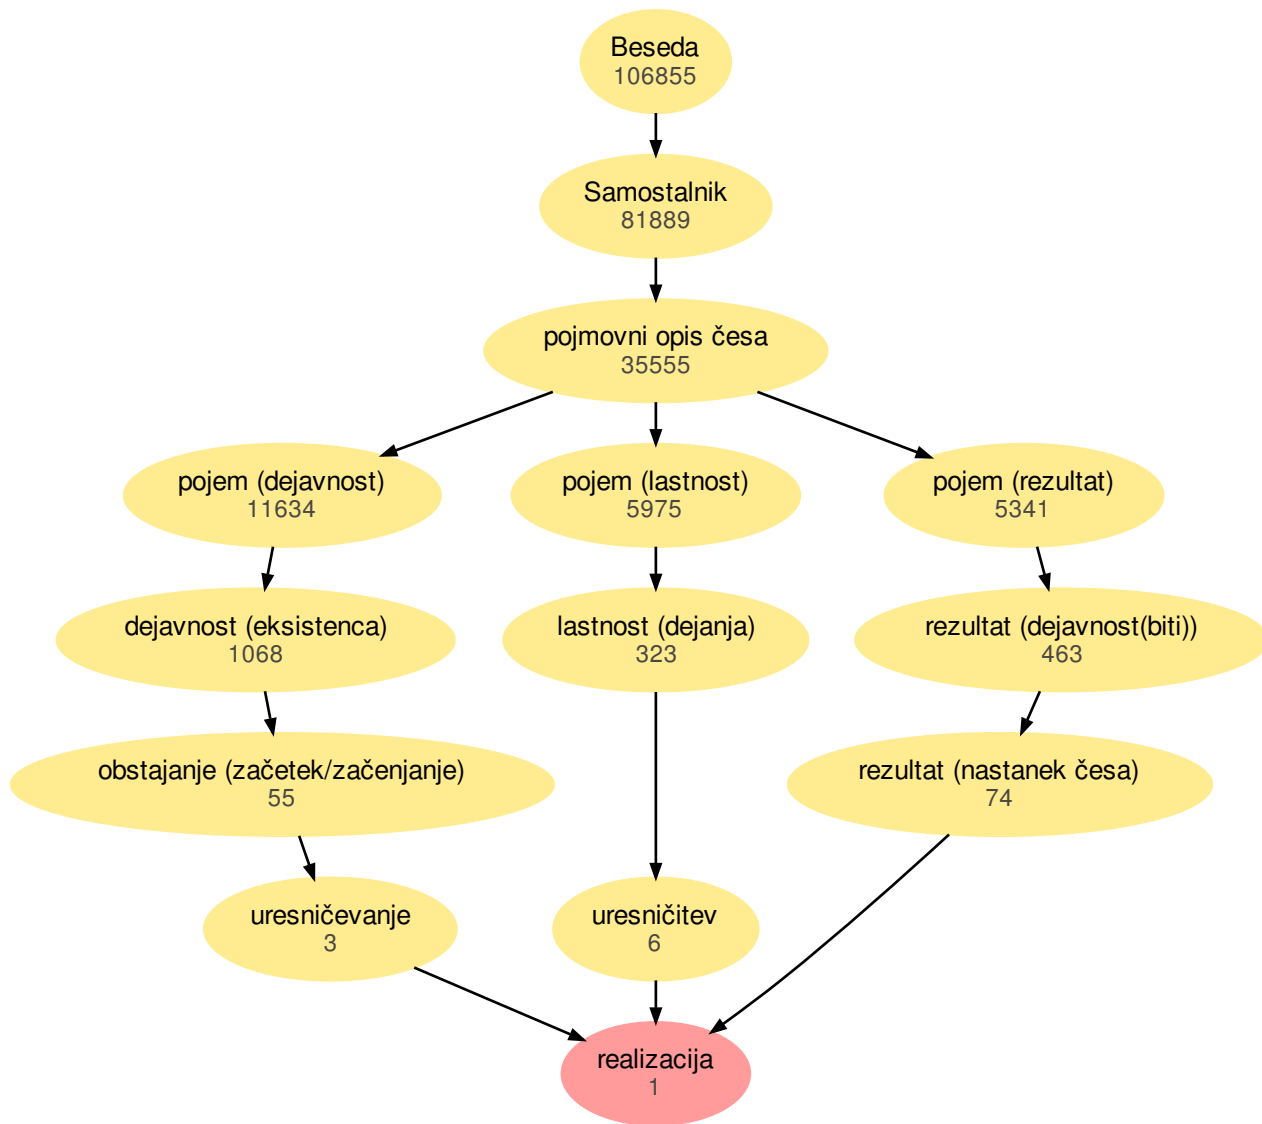 Beseda
106855
Samostalnik
81889
pojmovni opis česa
35555
pojem (dejavnost)
11634
pojem (lastnost)
5975
pojem (rezultat)
5341
dejavnost (eksistenca)
1068
lastnost (dejanja)
323
rezultat (dejavnost(biti))
463
obstajanje (začetek/začenjanje)
55
rezultat (nastanek česa)
74
uresničevanje
3
uresničitev
6
realizacija
1